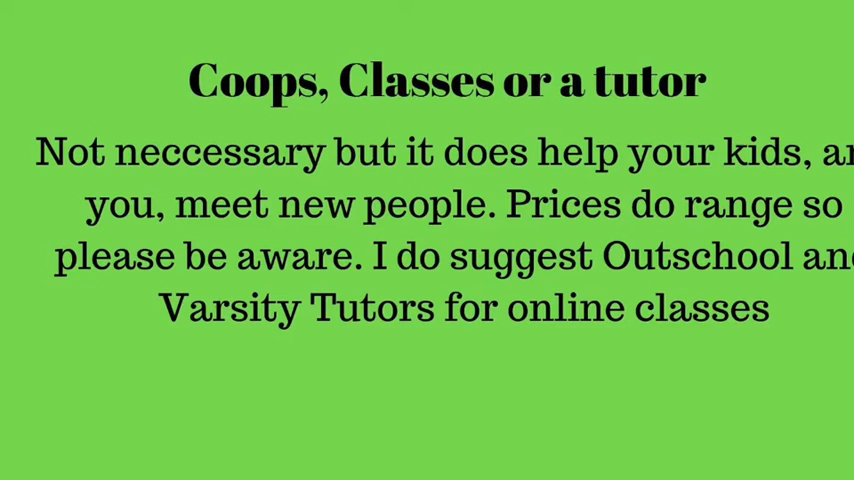 Coops, Classes or a tutor
Not neccessary but it does help your kids,
you, meet new people. Prices do range so
please be aware. I do suggest Outschool
Varsity Tutors for online classes